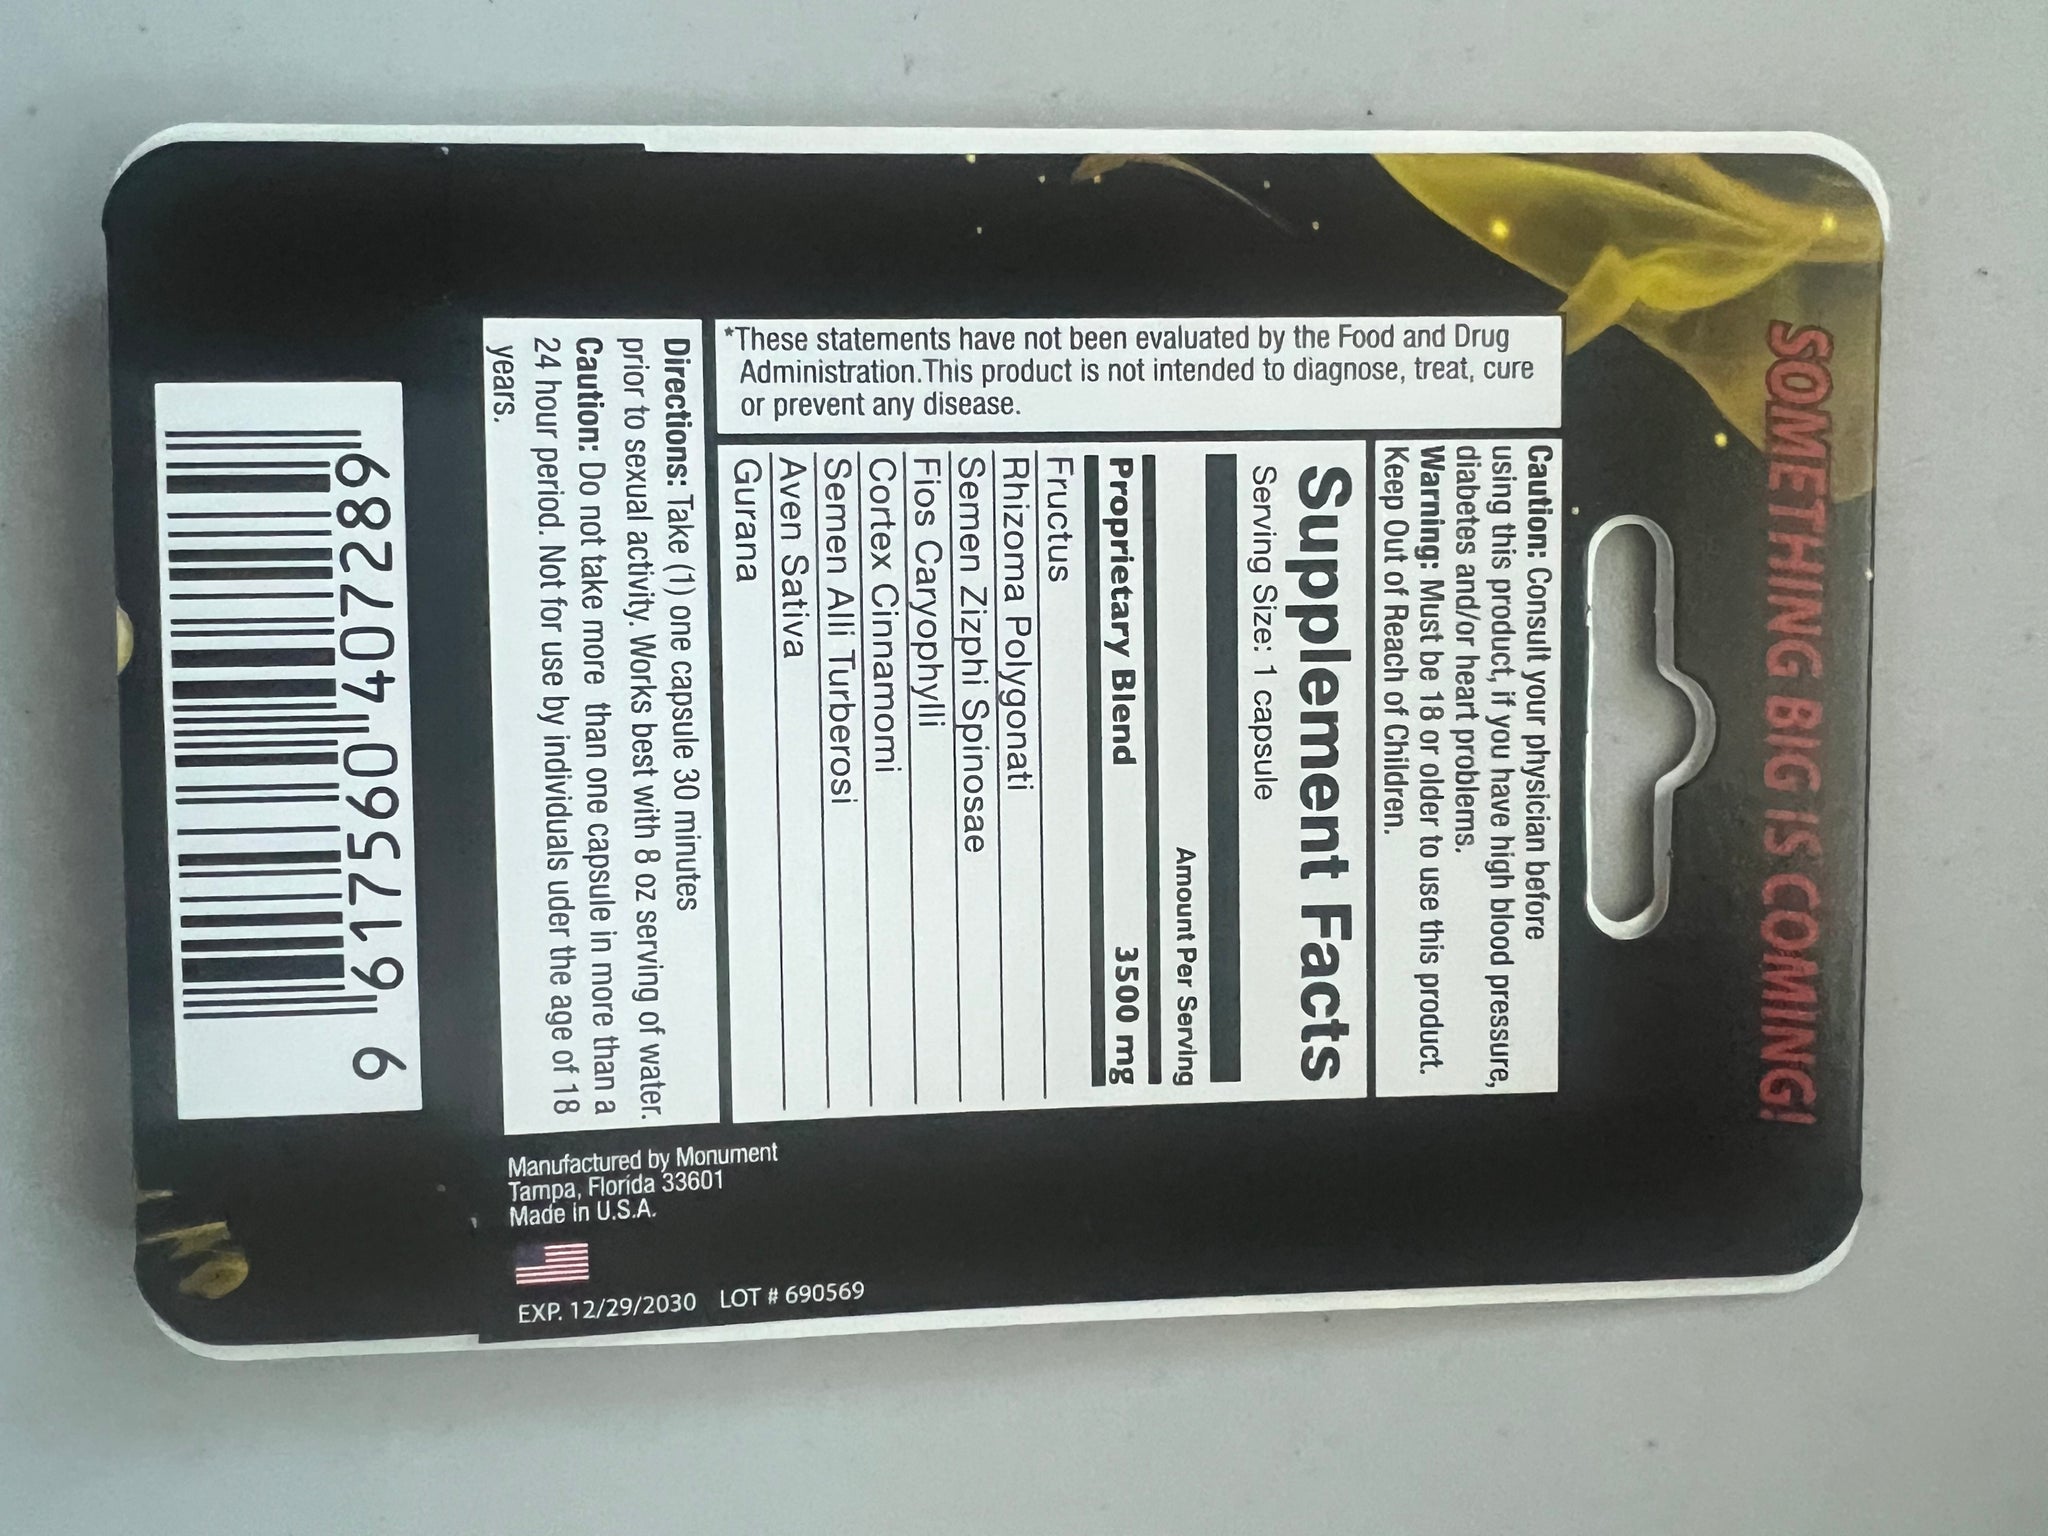 SOMETHING BIG IS COMING!
Caution: Consult your physician before
using this product, if you have high blood pressure,
diabetes and/or heart problems.
Warning: Must be 18 or older to use this product.
Keep Out of Reach of Children.
*These statements have not been evaluated by the Food and Drug
Administration.This product is not intended to diagnose, treat, cure
or prevent any disease.
Supplement Facts
Serving Size: 1 capsule
Amount Per Serving
Proprietary Blend 3500 mg
Fructus
Rhizoma Polygonati
Semen Zizphi Spinosae
Fios Caryophylli
Cortex Cinnamomi
Semen Alli Turberosi
Aven Sativa
Gurana
Directions: Take (1) one capsule 30 minutes
prior to sexual activity. Works best with 8 oz serving of water.
Caution: Do not take more than one capsule in more than a
24 hour period. Not for use by individuals uder the age of 18
years.
6 82704 09571 9 6
Manufactured by Monument
Tampa, Florida 33601
Made in U.S.A.
EXP. 12/29/2030 LOT # 690569